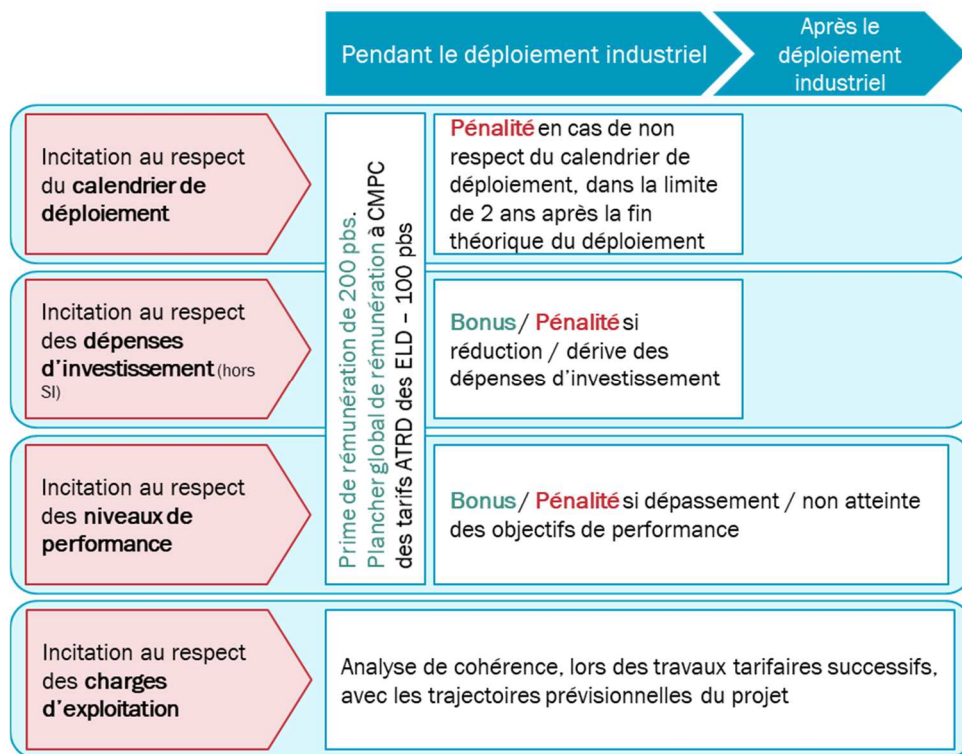 Pendant le déploiement industriel
Après le
déploiement
industriel
Incitation au respect
du calendrier de
déploiement
Prime de rémunération de 200 pbs.
Plancher global de rémunération à CMPC
des tarifs ATRD des ELD – 100 pbs
Pénalité en cas de non
respect du calendrier de
déploiement, dans la limite
de 2 ans après la fin
théorique du déploiement
Incitation au respect
des dépenses
d'investissement (hors
SI)
Bonus / Pénalité si
réduction / dérive des
dépenses d'investissement
Incitation au respect
des niveaux de
performance
Bonus / Pénalité si dépassement / non atteinte
des objectifs de performance
Incitation au respect
des charges
d'exploitation
Analyse de cohérence, lors des travaux tarifaires successifs,
avec les trajectoires prévisionnelles du projet